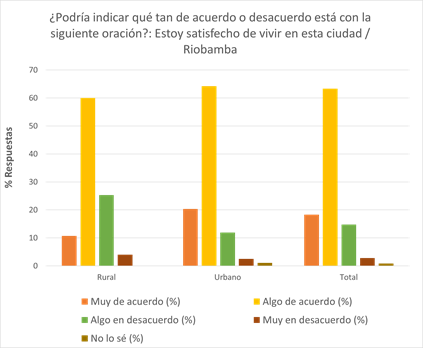 ¿Podría indicar qué tan de acuerdo o desacuerdo está con la
siguiente oración?: Estoy satisfecho de vivir en esta ciudad /
Riobamba
% Respuestas
70
60
50
40
30
20
10
0
Rural
Urbano
Total
Muy de acuerdo (%)
Algo de acuerdo (%)
Algo en desacuerdo (%)
Muy en desacuerdo (%)
No lo sé (%)